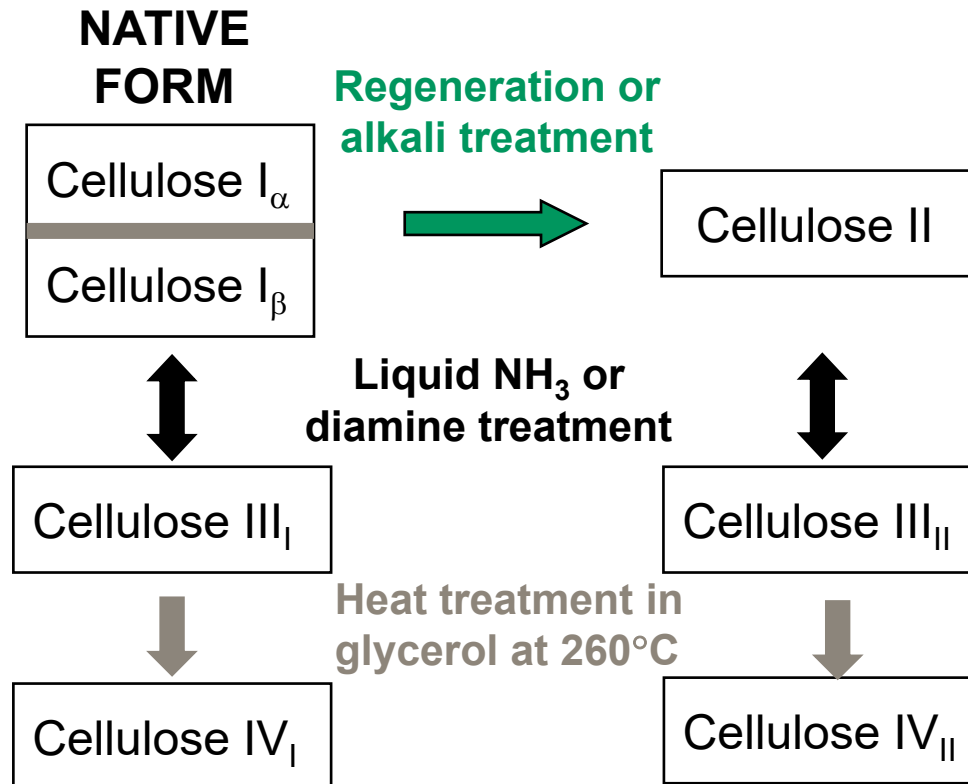 NATIVE
FORM
Regeneration or
alkali treatment
Cellulose Iα
Cellulose II
Cellulose Iβ
Liquid NH₃ or
diamine treatment
Cellulose IIII
Cellulose IIIII
Heat treatment in
glycerol at 260°C
Cellulose IVI
Cellulose IVII